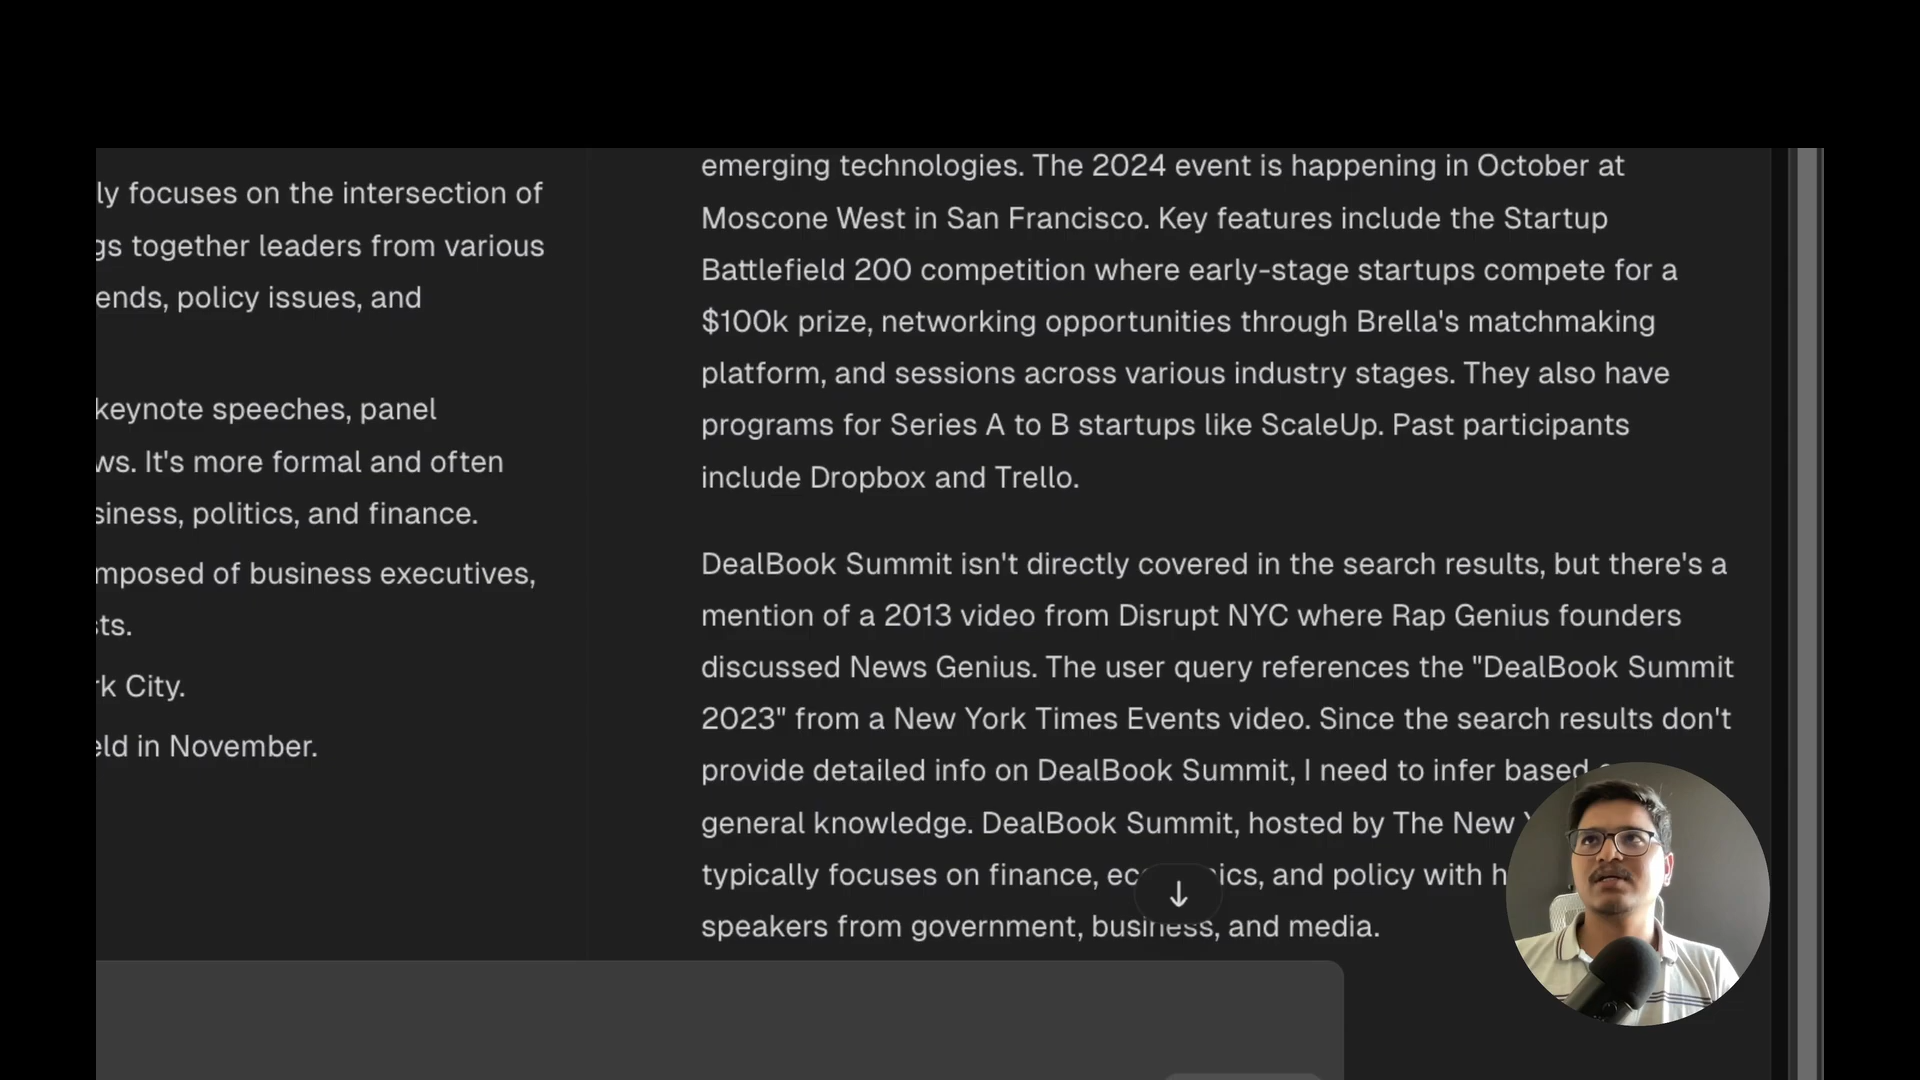 ly focuses on the intersection of
gs together leaders from various
ends, policy issues, and
keynote speeches, panel
ws. It's more formal and often
siness, politics, and finance.
mposed of business executives,
sts.
rk City.
eld in November.
emerging technologies. The 2024 event is happening in October at
Moscone West in San Francisco. Key features include the Startup
Battlefield 200 competition where early-stage startups compete for a
$100k prize, networking opportunities through Brella's matchmaking
platform, and sessions across various industry stages. They also have
programs for Series A to B startups like ScaleUp. Past participants
include Dropbox and Trello.
DealBook Summit isn't directly covered in the search results, but there's a
mention of a 2013 video from Disrupt NYC where Rap Genius founders
discussed News Genius. The user query references the "DealBook Summit
2023" from a New York Times Events video. Since the search results don't
provide detailed info on DealBook Summit, I need to infer based
general knowledge. DealBook Summit, hosted by The New
typically focuses on finance, and policy with
speakers from government, business, and media.